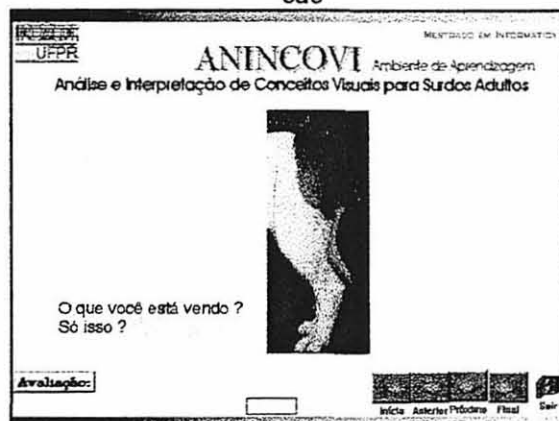 cão
UFPR
MESTRADO EM INFORMÁTICA
ANINCOVI Ambiente de Aprendizagem
Análise e Interpretação de Conceitos Visuais para Surdos Adultos
O que você está vendo ?
Só isso ?
Avaliação:
Início Anterior Próximo Final Sair